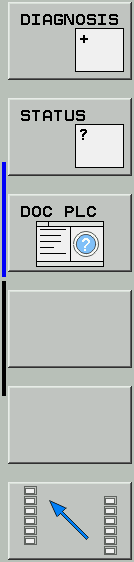 DIAGNOSIS
+
STATUS
?
DOC PLC
?